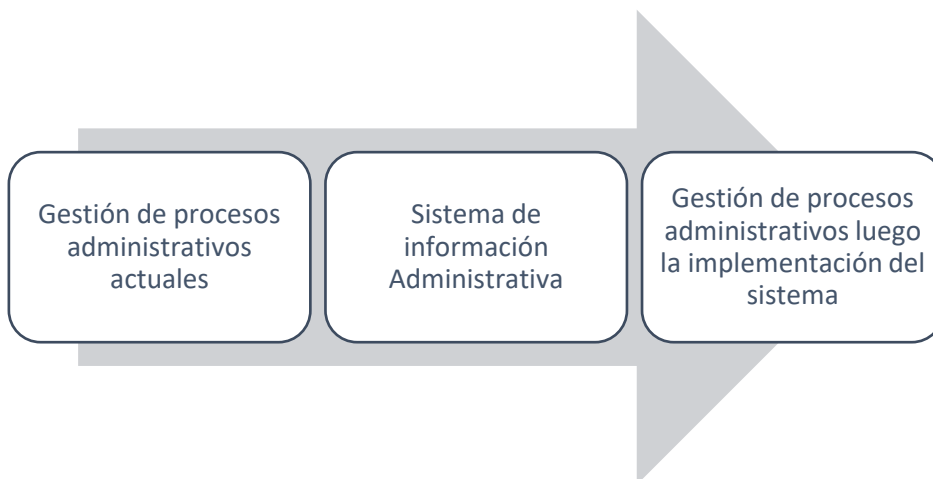 Gestión de procesos
administrativos
actuales
Sistema de
información
Administrativa
Gestión de procesos
administrativos luego
la implementación del
sistema